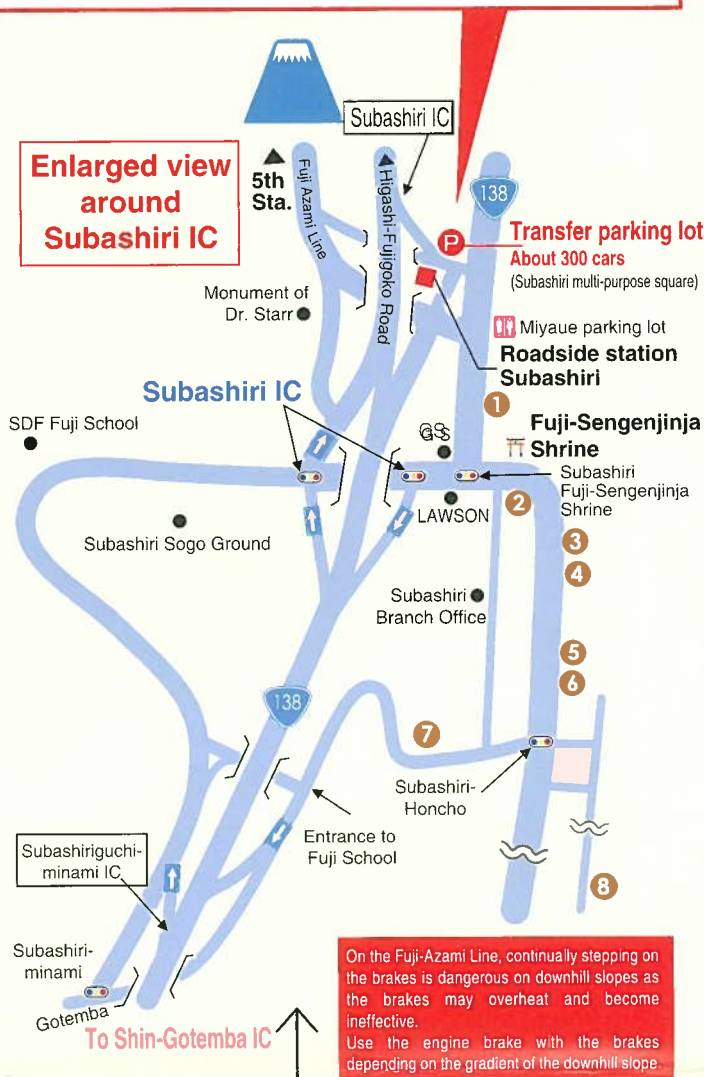 Subashiri IC
Enlarged view
around
Subashiri IC
5th
Sta.
Fuji Azami Line
Higashi-Fujigoko Road
138
P
Transfer parking lot
About 300 cars
(Subashiri multi-purpose square)
Monument of
Dr. Starr
Miyaue parking lot
Roadside station
Subashiri
Subashiri IC
1
SDF Fuji School
GS
Fuji-Sengenjinja
Shrine
Subashiri
Fuji-Sengenjinja
Shrine
2
LAWSON
Subashiri Sogo Ground
3
4
Subashiri
Branch Office
5
6
138
7
Subashiri-
Honcho
Entrance to
Fuji School
Subashiriguchi-
minami IC
8
Subashiri-
minami
Gotemba
To Shin-Gotemba IC
On the Fuji-Azami Line, continually stepping on
the brakes is dangerous on downhill slopes as
the brakes may overheat and become
ineffective.
Use the engine brake with the brakes
depending on the gradient of the downhill slope